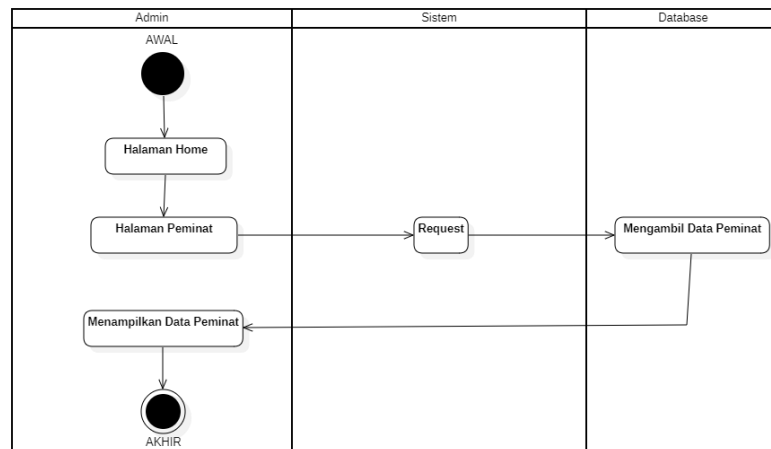 Admin
Sistem
Database
AWAL
Halaman Home
Halaman Peminat
Request
Mengambil Data Peminat
Menampilkan Data Peminat
AKHIR